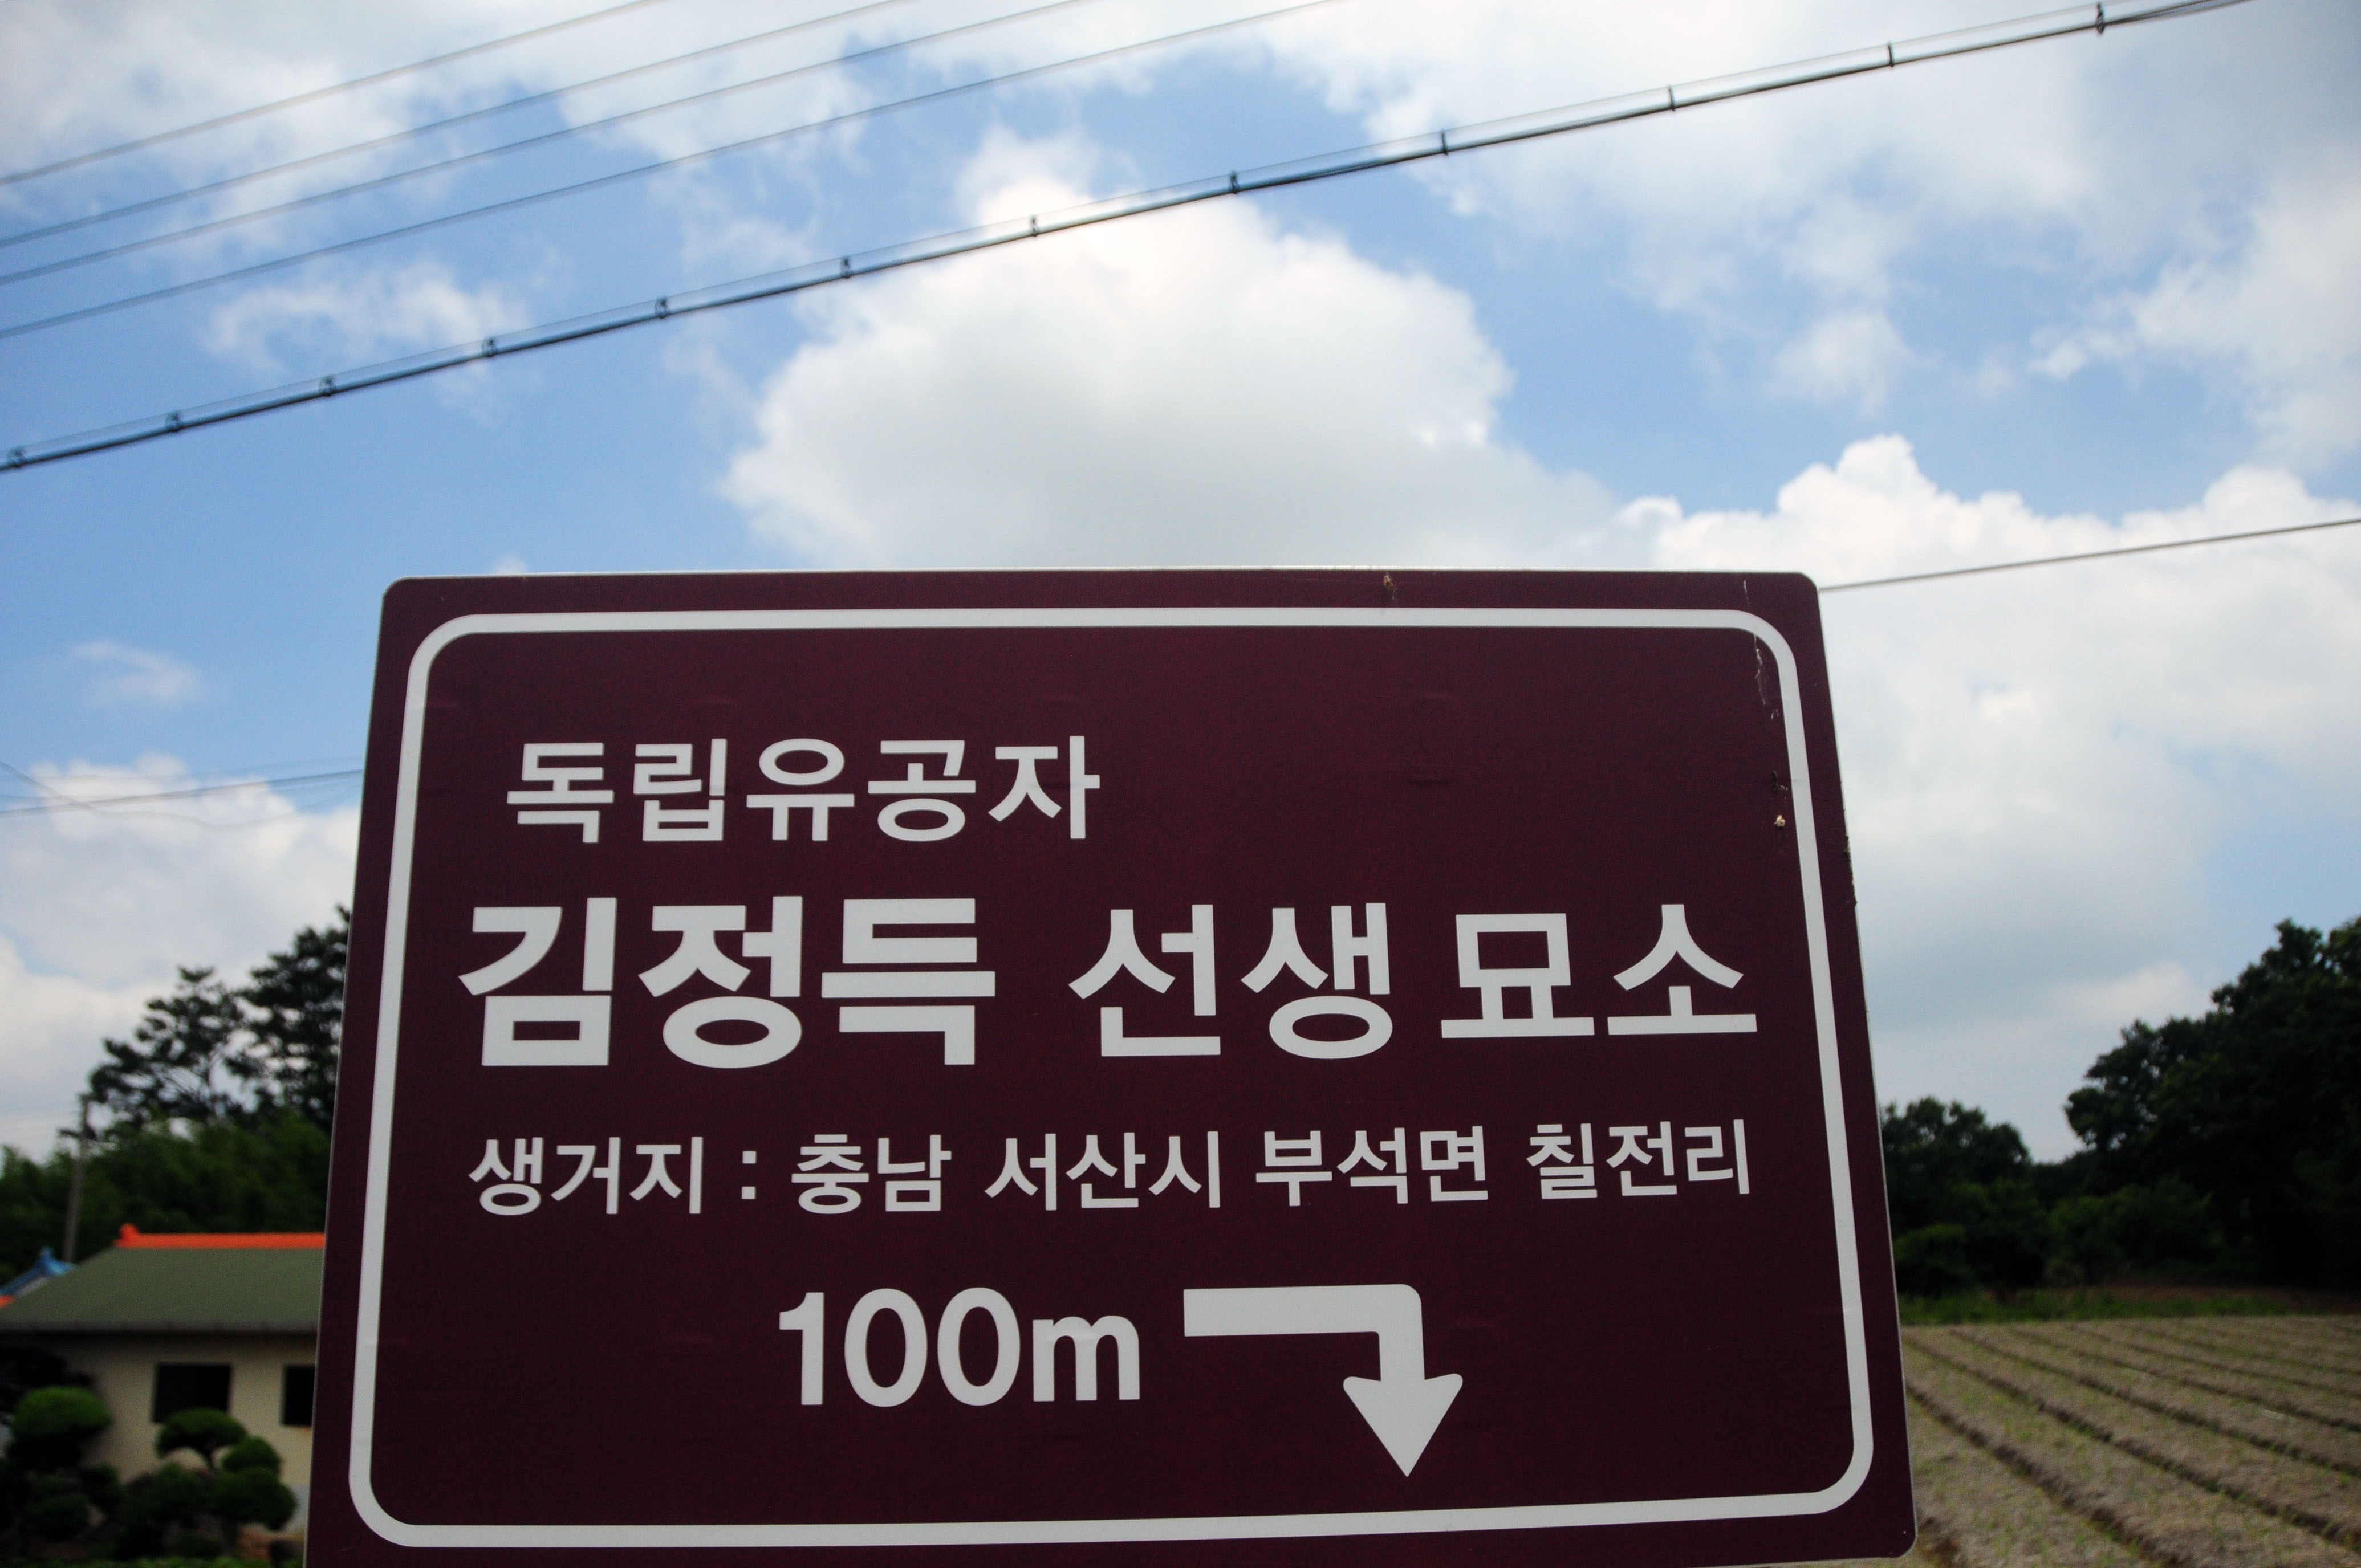 독립유공자
김정득 선생 묘소
생거지 : 충남 서산시 부석면 칠전리
100m